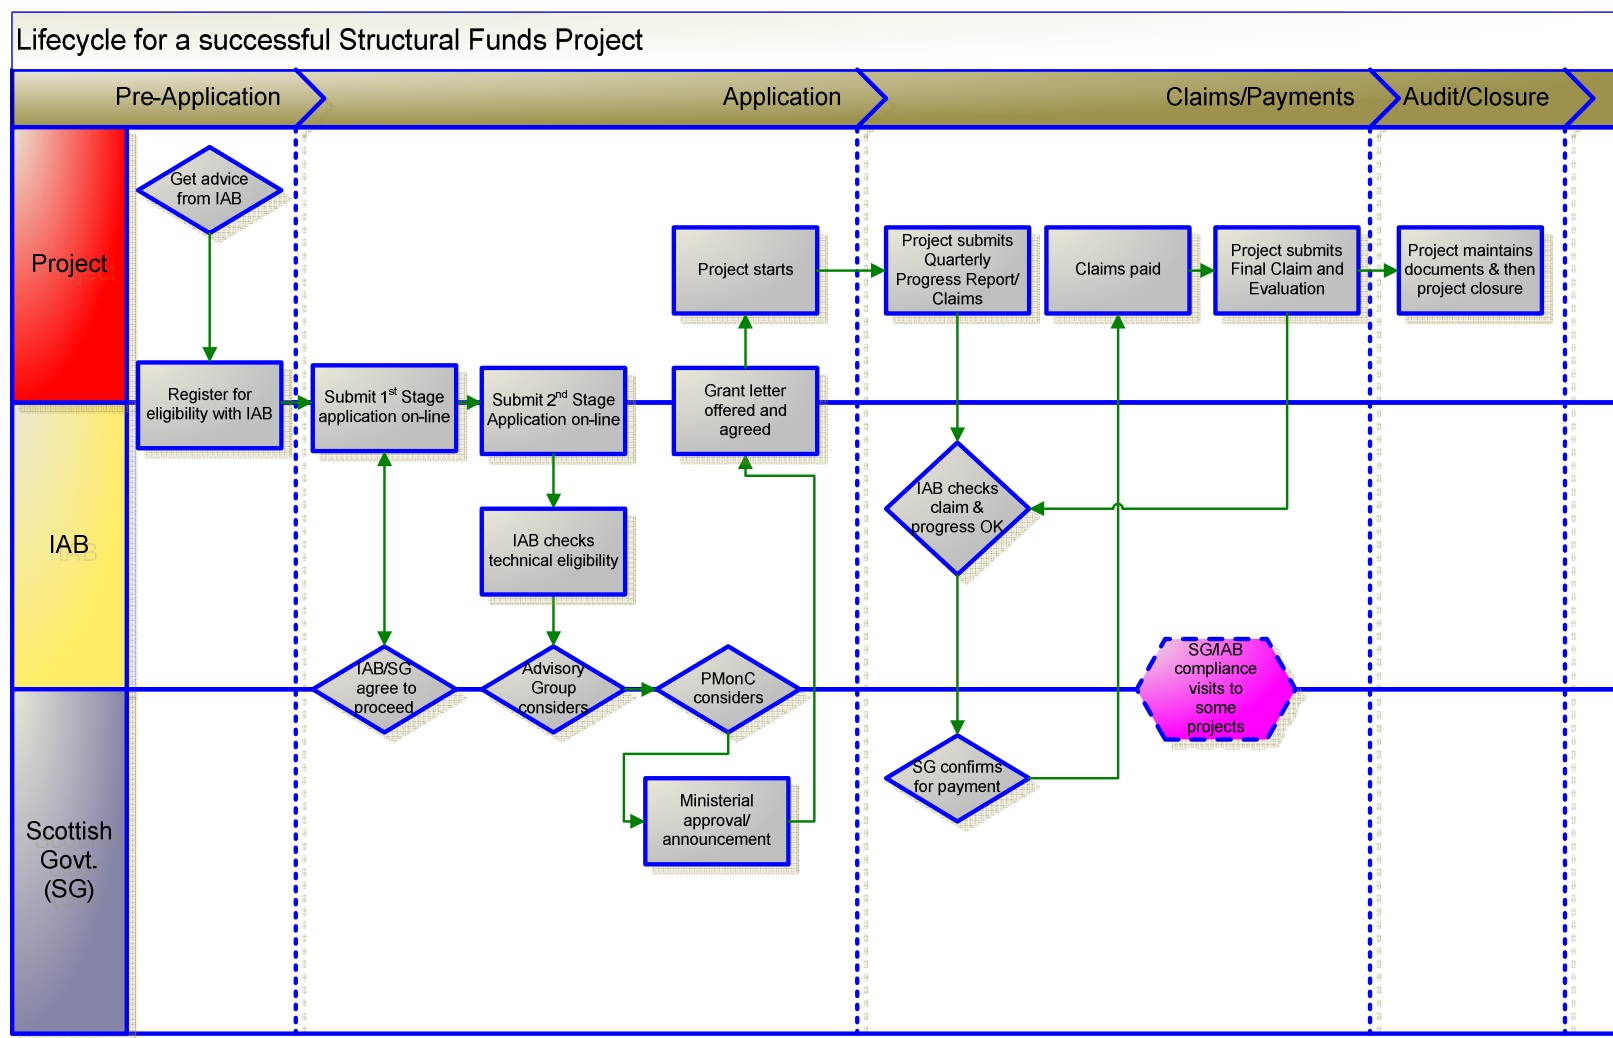 Lifecycle for a successful Structural Funds Project
Pre-Application
Application
Claims/Payments
Audit/Closure
Project
Get advice
from IAB
Register for
eligibility with IAB
Submit 1st Stage
application on-line
Submit 2nd Stage
Application on-line
Project starts
Grant letter
offered and
agreed
Project submits
Quarterly
Progress Report/
Claims
Claims paid
Project submits
Final Claim and
Evaluation
Project maintains
documents & then
project closure
IAB
IAB checks
technical eligibility
IAB checks
claim &
progress OK
IAB/SG
agree to
proceed
Advisory
Group
considers
PMonC
considers
SG/IAB
compliance
visits to
some
projects
Scottish
Govt.
(SG)
Ministerial
approval/
announcement
SG confirms
for payment